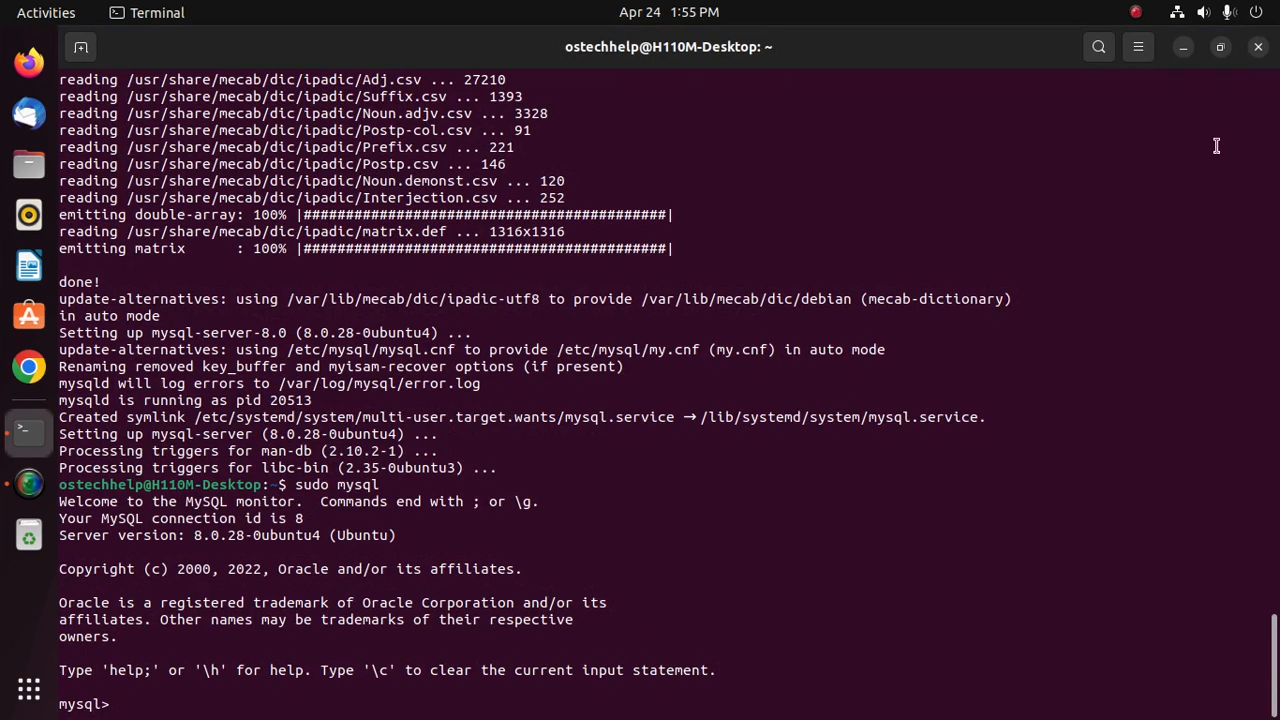 Activities
Terminal
Apr 24  1:55 PM
ostechhelp@H110M-Desktop: ~
reading /usr/share/mecab/dic/ipadic/Adj.csv ... 27210
reading /usr/share/mecab/dic/ipadic/Suffix.csv ... 1393
reading /usr/share/mecab/dic/ipadic/Noun.adjv.csv ... 3328
reading /usr/share/mecab/dic/ipadic/Postp-col.csv ... 91
reading /usr/share/mecab/dic/ipadic/Prefix.csv ... 221
reading /usr/share/mecab/dic/ipadic/Postp.csv ... 146
reading /usr/share/mecab/dic/ipadic/Noun.demonst.csv ... 120
reading /usr/share/mecab/dic/ipadic/Interjection.csv ... 252
emitting double-array: 100% |###########################################|
reading /usr/share/mecab/dic/ipadic/matrix.def ... 1316x1316
emitting matrix      : 100% |###########################################|
done!
update-alternatives: using /var/lib/mecab/dic/ipadic-utf8 to provide /var/lib/mecab/dic/debian (mecab-dictionary)
in auto mode
Setting up mysql-server-8.0 (8.0.28-0ubuntu4) ...
update-alternatives: using /etc/mysql/mysql.cnf to provide /etc/mysql/my.cnf (my.cnf) in auto mode
Renaming removed key_buffer and myisam-recover options (if present)
mysqld will log errors to /var/log/mysql/error.log
mysqld is running as pid 20513
Created symlink /etc/systemd/system/multi-user.target.wants/mysql.service → /lib/systemd/system/mysql.service.
Setting up mysql-server (8.0.28-0ubuntu4) ...
Processing triggers for man-db (2.10.2-1) ...
Processing triggers for libc-bin (2.35-0ubuntu3) ...
ostechhelp@H110M-Desktop:~$ sudo mysql
Welcome to the MySQL monitor.  Commands end with ; or \g.
Your MySQL connection id is 8
Server version: 8.0.28-0ubuntu4 (Ubuntu)
Copyright (c) 2000, 2022, Oracle and/or its affiliates.
Oracle is a registered trademark of Oracle Corporation and/or its
affiliates. Other names may be trademarks of their respective
owners.
Type 'help;' or '\h' for help. Type '\c' to clear the current input statement.
mysql>